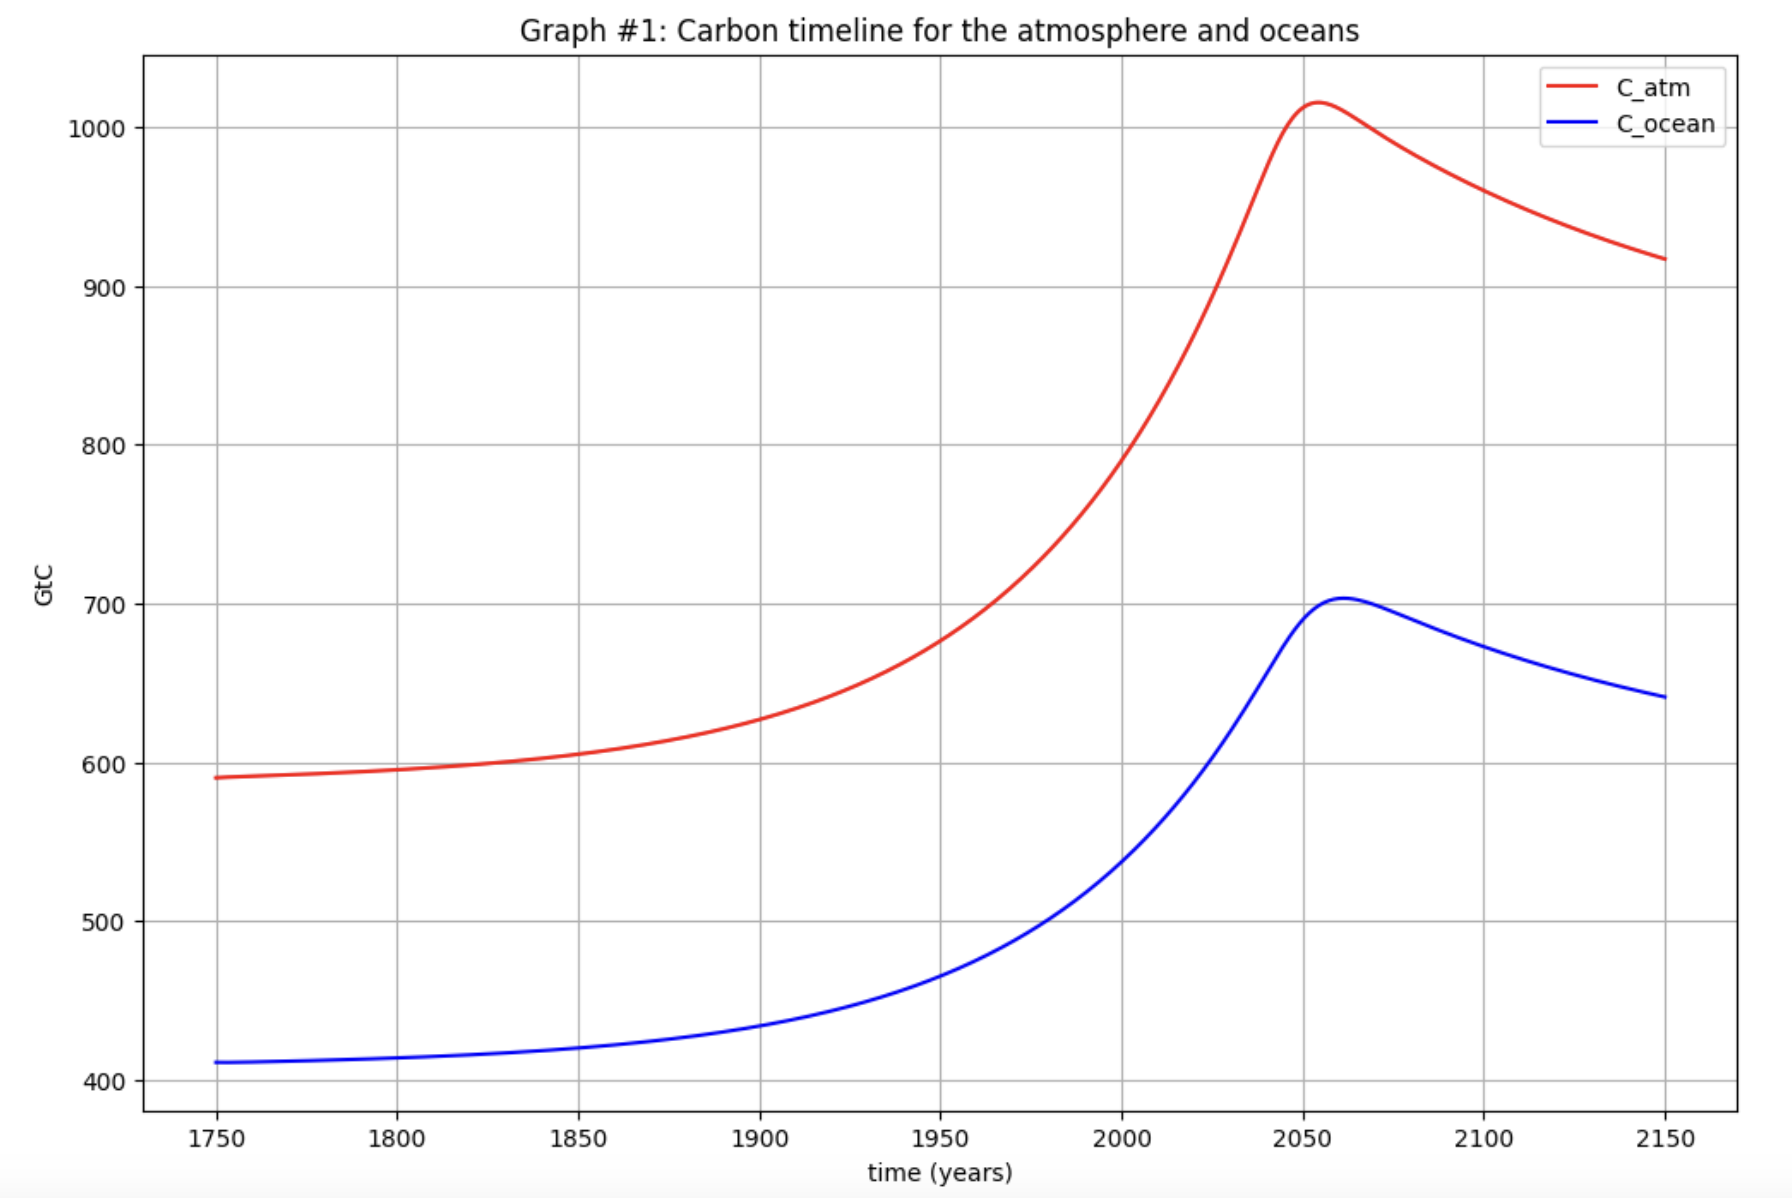 Graph #1: Carbon timeline for the atmosphere and oceans
C_atm
C_ocean
1000
900
800
700
600
500
400
GtC
1750 1800 1850 1900 1950 2000 2050 2100 2150
time (years)